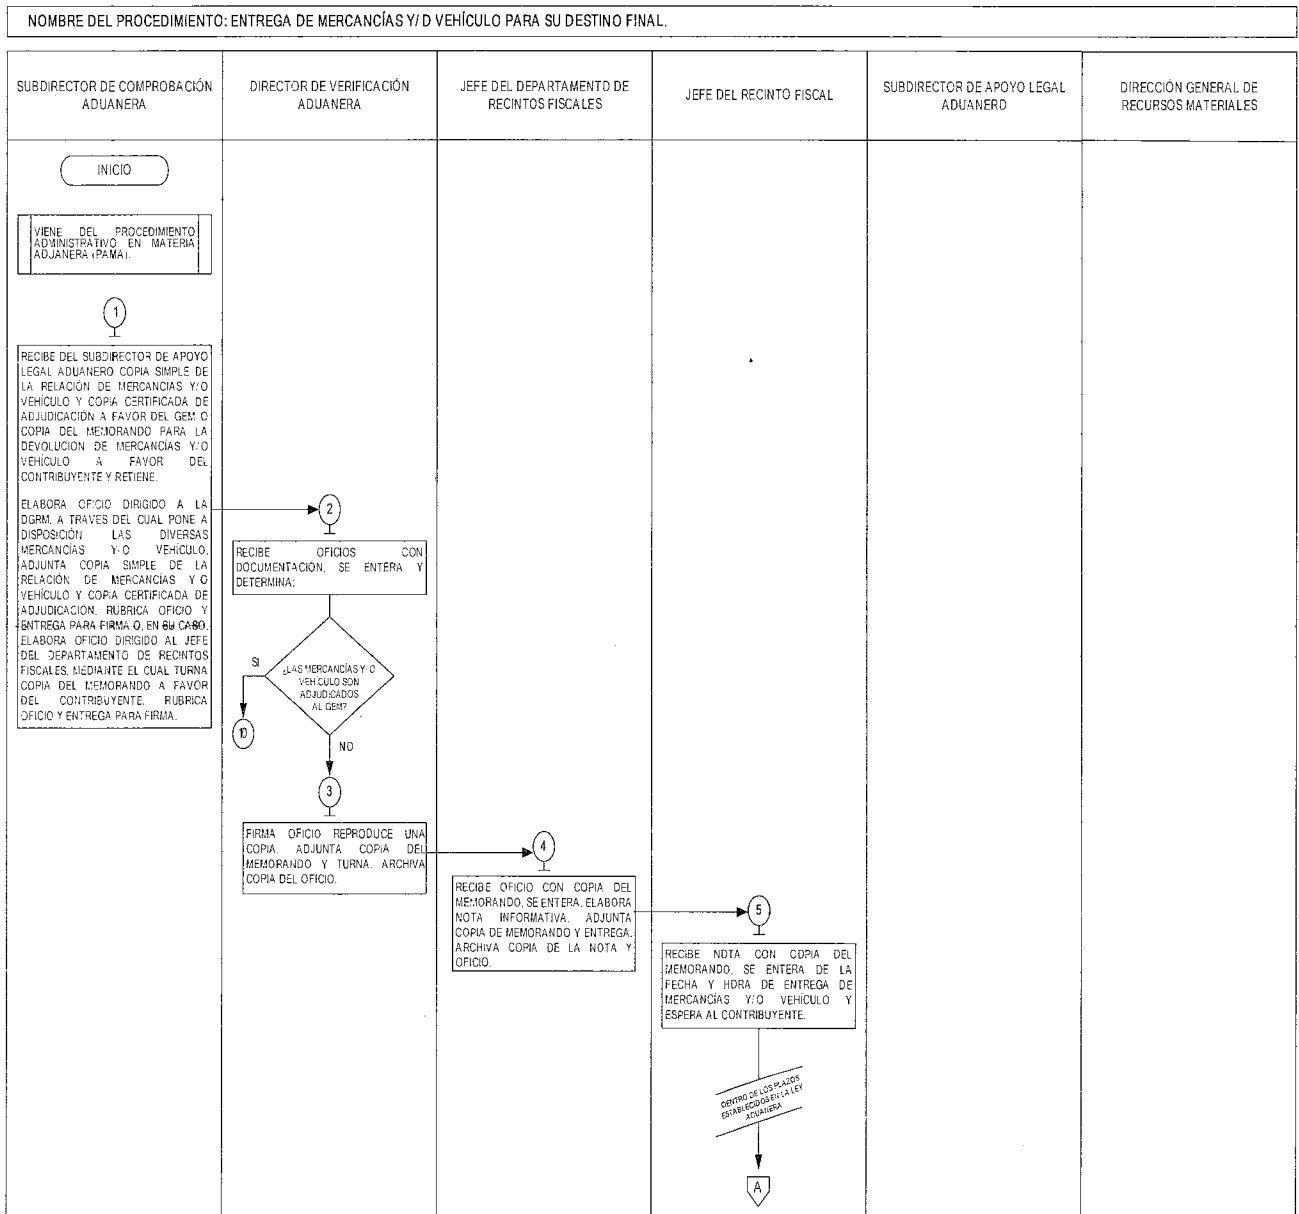 NOMBRE DEL PROCEDIMIENTO: ENTREGA DE MERCANCÍAS Y/O VEHÍCULO PARA SU DESTINO FINAL.
SUBDIRECTOR DE COMPROBACIÓN
ADUANERA
DIRECTOR DE VERIFICACIÓN
ADUANERA
JEFE DEL DEPARTAMENTO DE
RECINTOS FISCALES
JEFE DEL RECINTO FISCAL
SUBDIRECTOR DE APOYO LEGAL
ADUANERO
DIRECCIÓN GENERAL DE
RECURSOS MATERIALES
INICIO
VIENE DEL PROCEDIMIENTO
ADMINISTRATIVO EN MATERIA
ADUANERA (PAMA).
1
RECIBE DEL SUBDIRECTOR DE APOYO
LEGAL ADUANERO COPIA SIMPLE DE
LA RELACIÓN DE MERCANCÍAS Y/O
VEHÍCULO Y COPIA CERTIFICADA DE
ADJUDICACIÓN A FAVOR DEL GEM O
COPIA DEL MEMORANDO PARA LA
DEVOLUCIÓN DE MERCANCÍAS Y/O
VEHÍCULO A FAVOR DEL
CONTRIBUYENTE Y RETIENE.
ELABORA OFICIO DIRIGIDO A LA
DGRM, A TRAVES DEL CUAL PONE A
DISPOSICIÓN LAS DIVERSAS
MERCANCÍAS Y/O VEHÍCULO,
ADJUNTA COPIA SIMPLE DE LA
RELACIÓN DE MERCANCÍAS Y/O
VEHÍCULO Y COPIA CERTIFICADA DE
ADJUDICACIÓN. RUBRICA OFICIO Y
ENTREGA PARA FIRMA O, EN SU CASO,
ELABORA OFICIO DIRIGIDO AL JEFE
DEL DEPARTAMENTO DE RECINTOS
FISCALES, MEDIANTE EL CUAL TURNA
COPIA DEL MEMORANDO A FAVOR
DEL CONTRIBUYENTE. RUBRICA
OFICIO Y ENTREGA PARA FIRMA.
2
RECIBE OFICIOS CON
DOCUMENTACIÓN, SE ENTERA Y
DETERMINA:
¿LAS MERCANCÍAS Y/O
VEHÍCULO SON
ADJUDICADOS
AL GEM?
SI
10
NO
3
FIRMA OFICIO REPRODUCE UNA
COPIA. ADJUNTA COPIA DEL
MEMORANDO Y TURNA. ARCHIVA
COPIA DEL OFICIO.
4
RECIBE OFICIO CON COPIA DEL
MEMORANDO, SE ENTERA. ELABORA
NOTA INFORMATIVA. ADJUNTA
COPIA DE MEMORANDO Y ENTREGA.
ARCHIVA COPIA DE LA NOTA Y
OFICIO.
5
RECIBE NOTA CON COPIA DEL
MEMORANDO, SE ENTERA DE LA
FECHA Y HORA DE ENTREGA DE
MERCANCÍAS Y/O VEHÍCULO Y
ESPERA AL CONTRIBUYENTE.
DENTRO DE LOS PLAZOS
ESTABLECIDOS EN LA LEY
ADUANERA
A